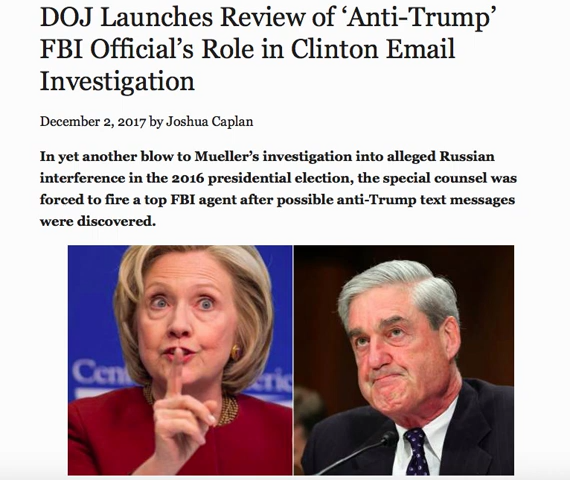 DOJ Launches Review of ‘Anti-Trump’
FBI Official’s Role in Clinton Email
Investigation
December 2, 2017 by Joshua Caplan
In yet another blow to Mueller’s investigation into alleged Russian
interference in the 2016 presidential election, the special counsel was
forced to fire a top FBI agent after possible anti-Trump text messages
were discovered.